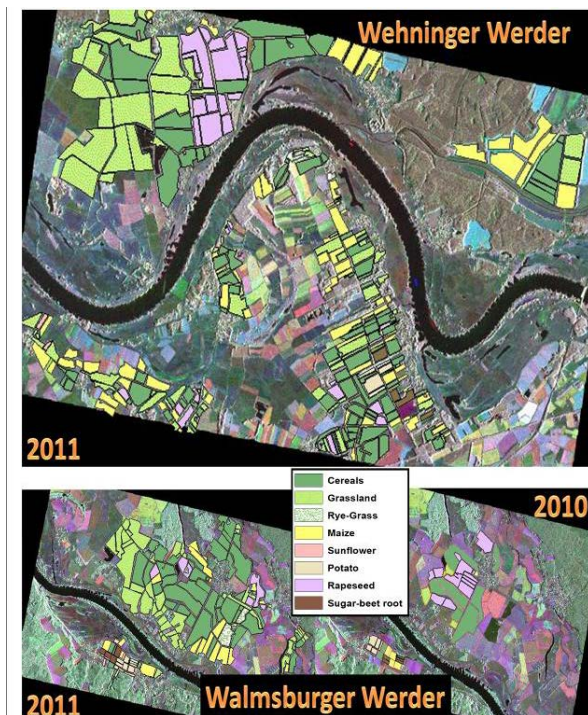 Wehninger Werder
2011
Cereals
Grassland
Rye-Grass
Maize
Sunflower
Potato
Rapeseed
Sugar-beet root
2010
2011
Walmsburger Werder